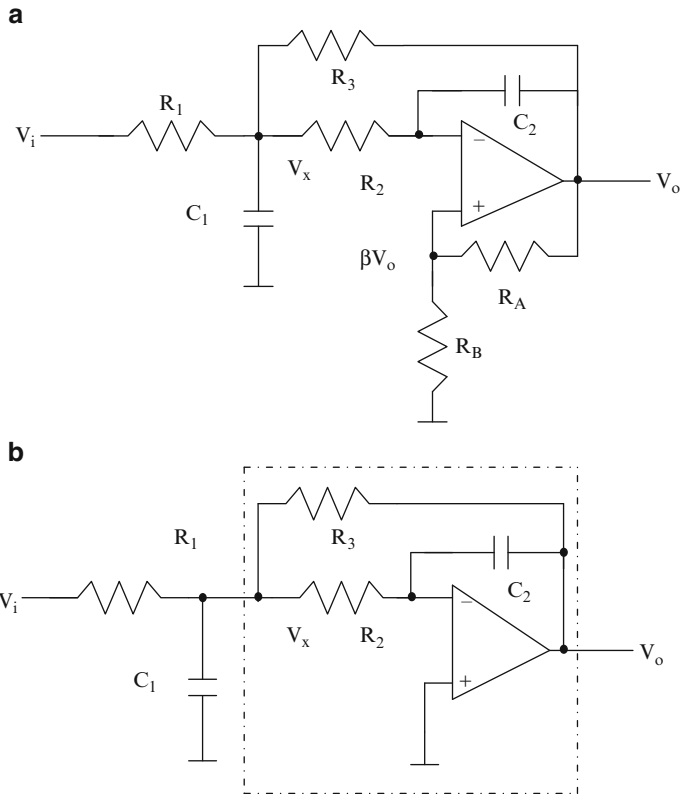 a
R3
R1
C2
Vi
Vx
R2
−
C1
+
Vo
βVo
RA
RB
b
R1
R3
C2
Vi
Vx
R2
−
C1
+
Vo